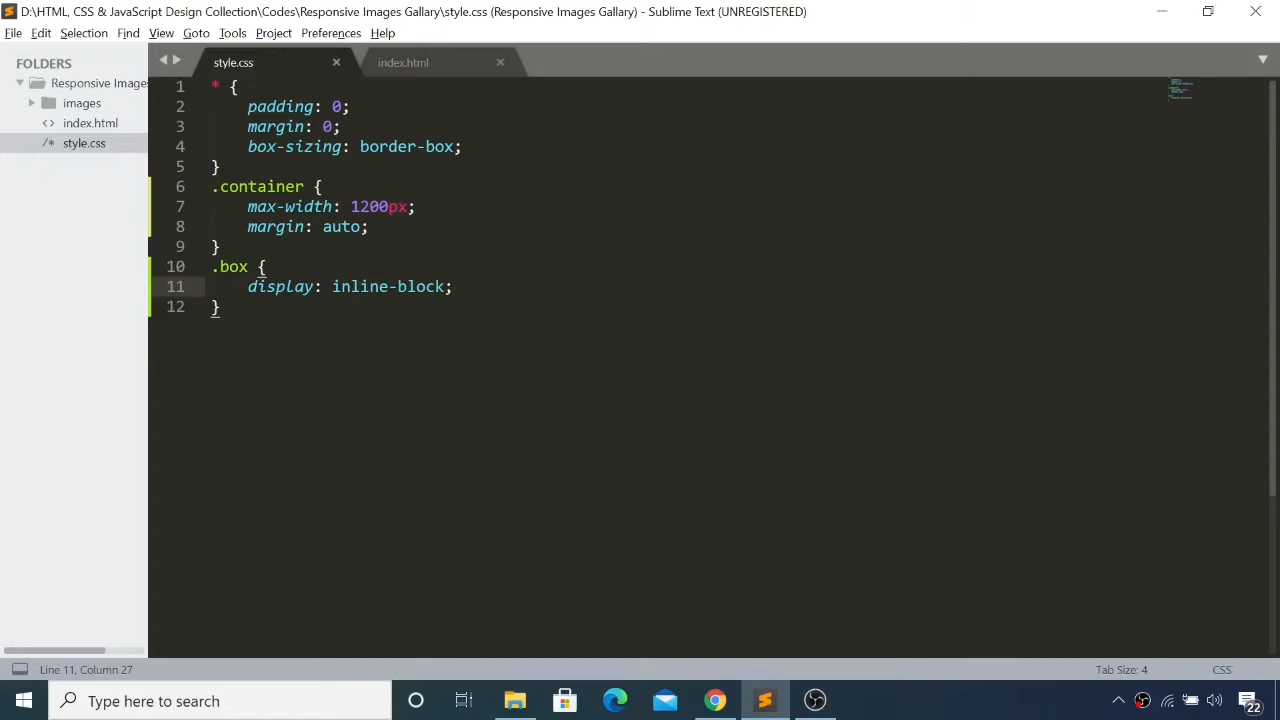 D:\HTML, CSS & JavaScript Design Collection\Codes\Responsive Images Gallary\style.css (Responsive Images Gallary) - Sublime Text (UNREGISTERED)
File Edit Selection Find View Goto Tools Project Preferences Help
FOLDERS
Responsive Images
images
index.html
style.css
style.css index.html
1 * {
2 padding: 0;
3 margin: 0;
4 box-sizing: border-box;
5 }
6 .container {
7 max-width: 1200px;
8 margin: auto;
9 }
10 .box {
11 display: inline-block;
12 }
Line 11, Column 27 Tab Size: 4 CSS
Type here to search
22